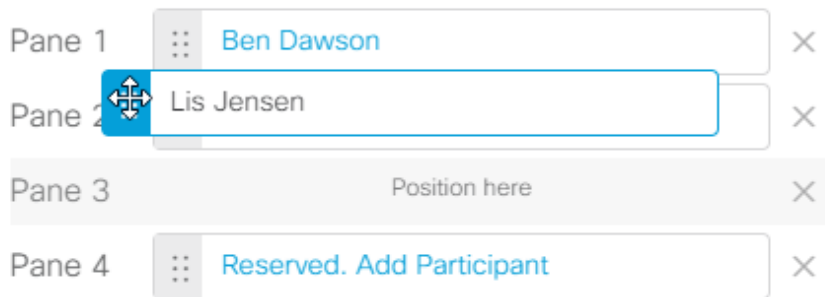 Pane 1 Ben Dawson
Lis Jensen
Pane 2
Pane 3 Position here
Pane 4 Reserved. Add Participant